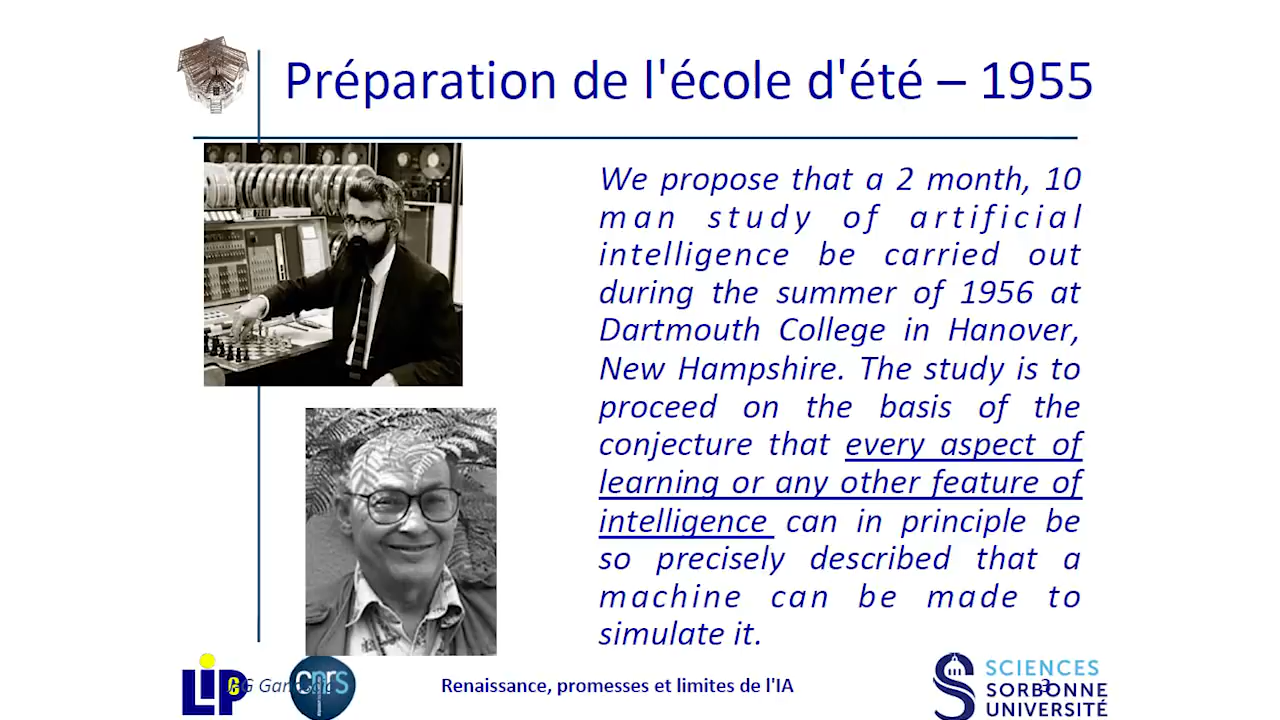 Préparation de l'école d'été – 1955
We propose that a 2 month, 10
man study of artificial
intelligence be carried out
during the summer of 1956 at
Dartmouth College in Hanover,
New Hampshire. The study is to
proceed on the basis of the
conjecture that every aspect of
learning or any other feature of
intelligence can in principle be
so precisely described that a
machine can be made to
simulate it.
LIP6
cnrs
Renaissance, promesses et limites de l'IA
3
SCIENCES
SORBONNE
UNIVERSITÉ